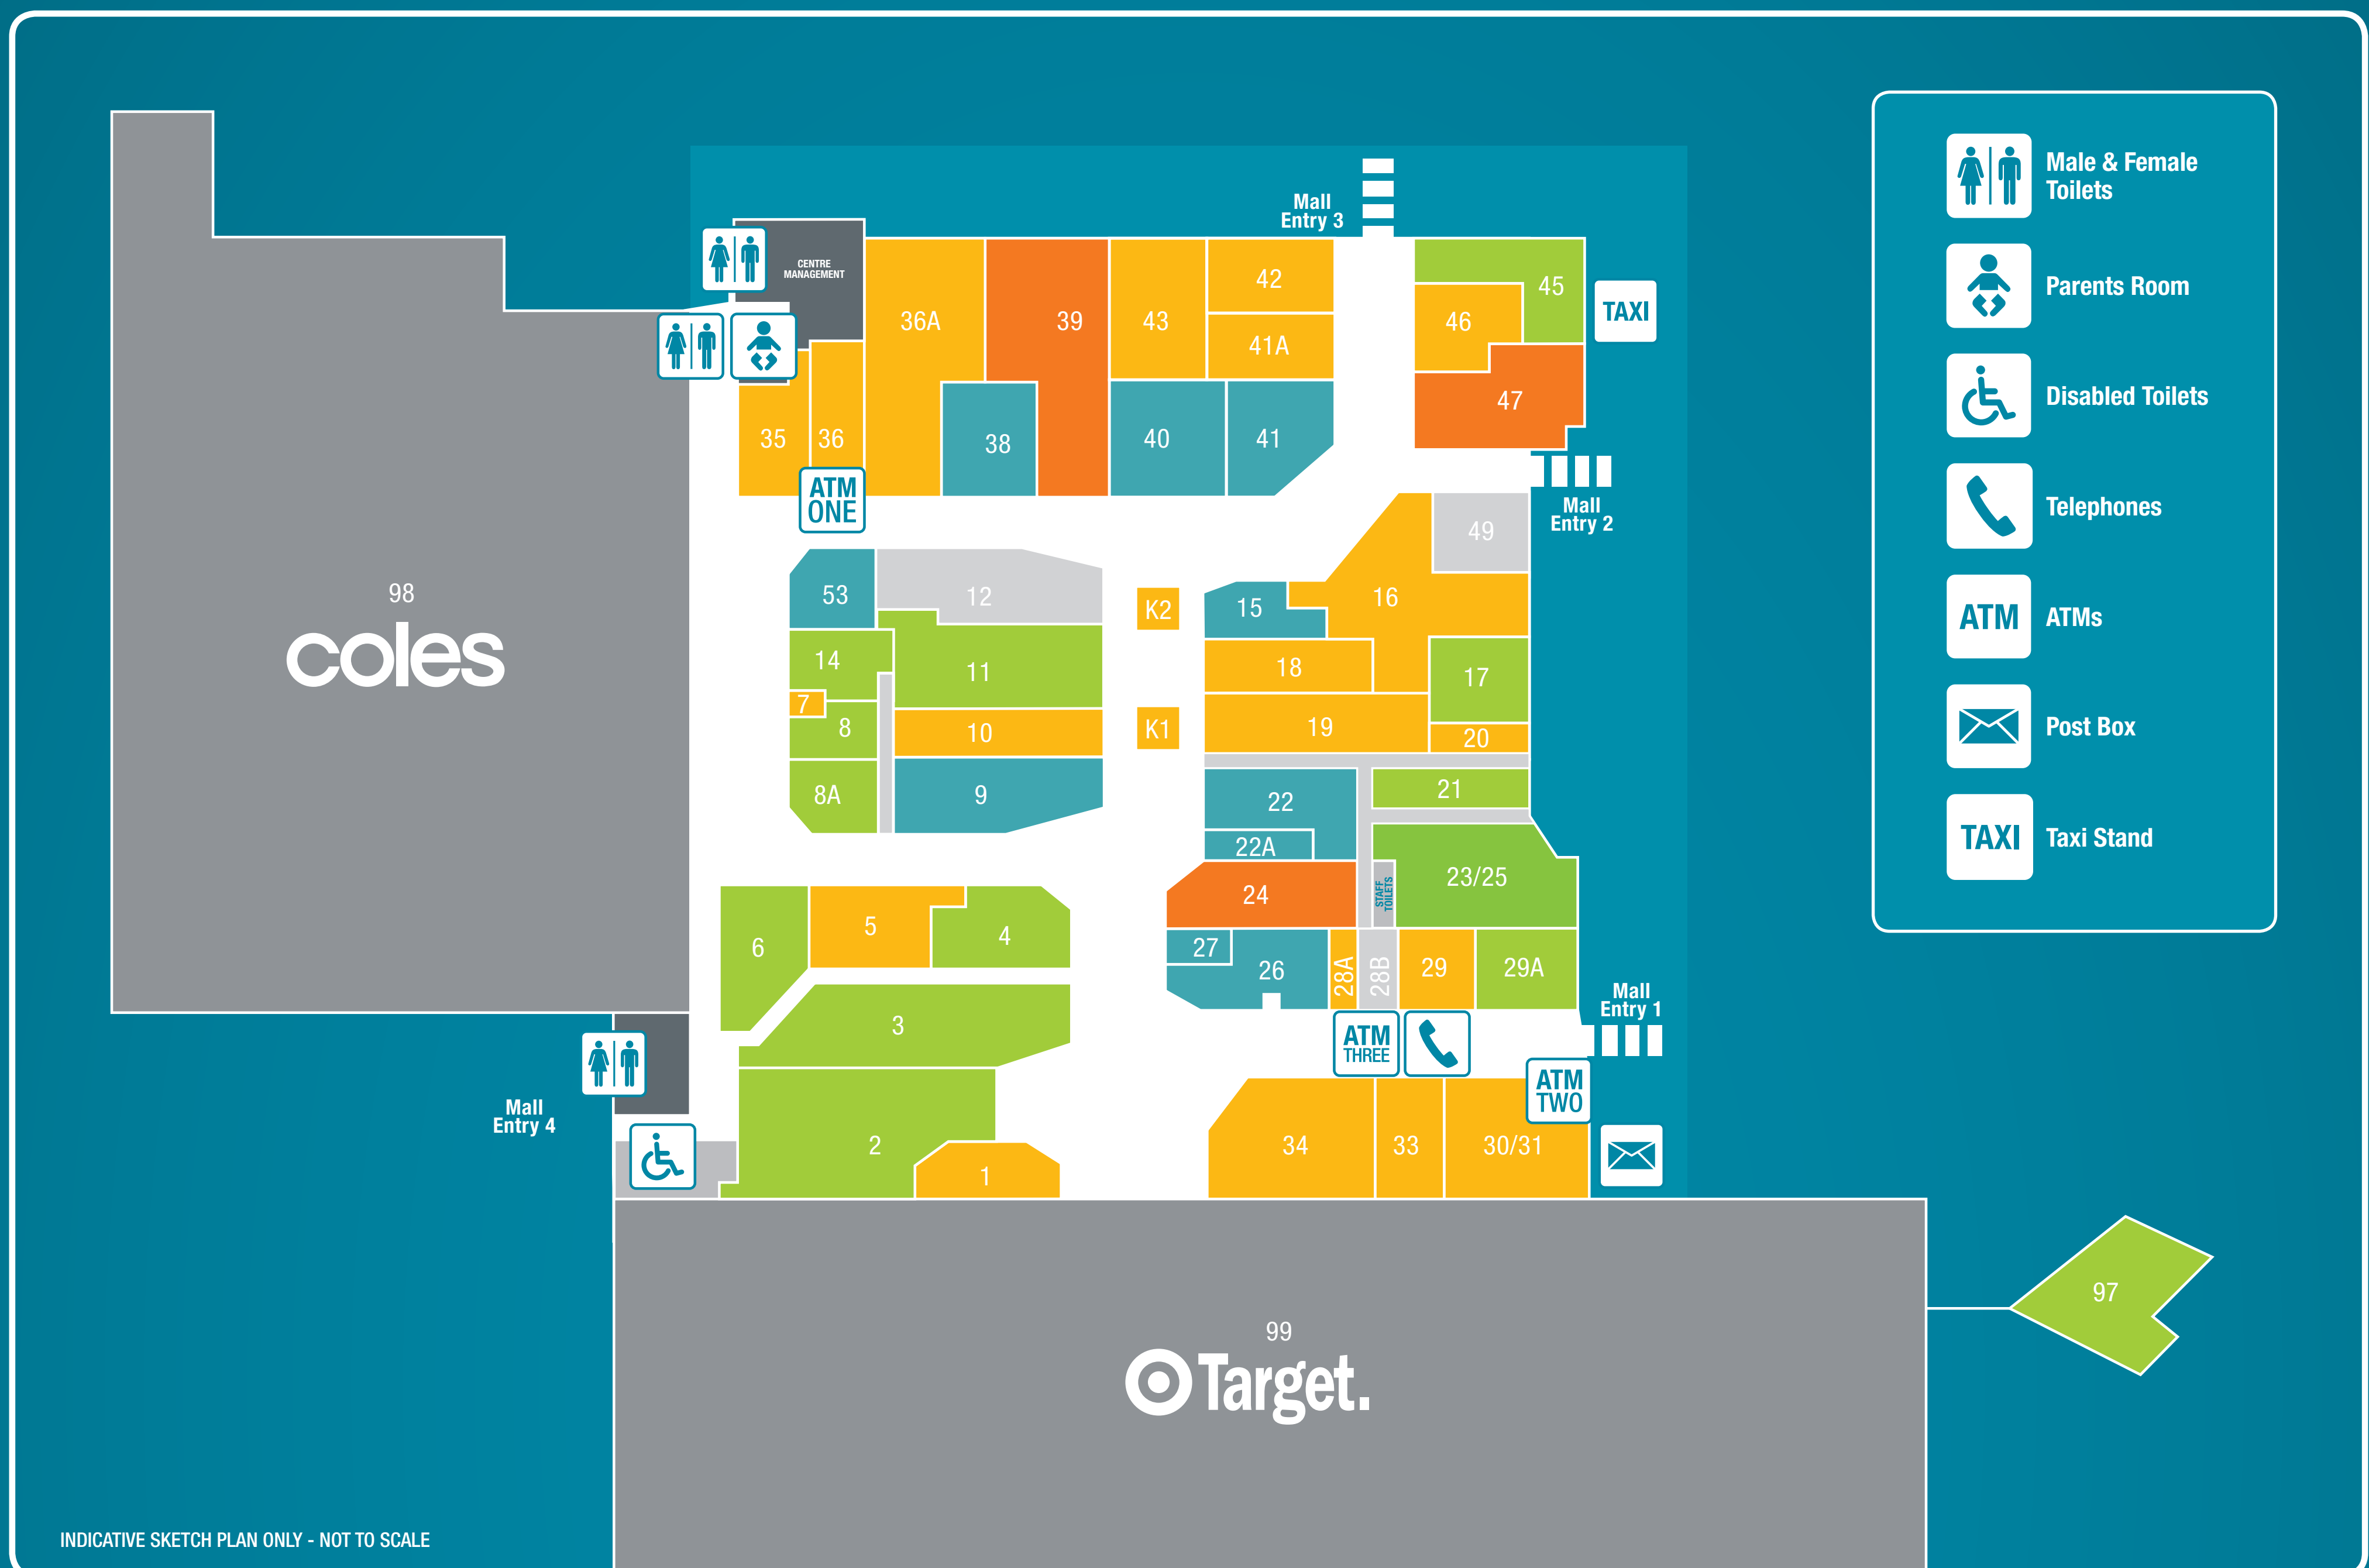 Mall
Entry 3
CENTRE
MANAGEMENT
36A
39
43
42
41A
45
46
47
TAXI
35
36
38
40
41
ATM
ONE
Mall
Entry 2
49
98
coles
53
12
K2
15
16
14
11
18
17
7
8
10
K1
19
20
8A
9
22
21
22A
23/25
STAFF
TOILETS
24
6
5
4
27
26
28A
28B
29
29A
3
Mall
Entry 1
ATM
THREE
ATM
TWO
Mall
Entry 4
2
1
34
33
30/31
99
Target.
97
Male & Female
Toilets
Parents Room
Disabled Toilets
Telephones
ATM
ATMs
Post Box
TAXI
Taxi Stand
INDICATIVE SKETCH PLAN ONLY - NOT TO SCALE